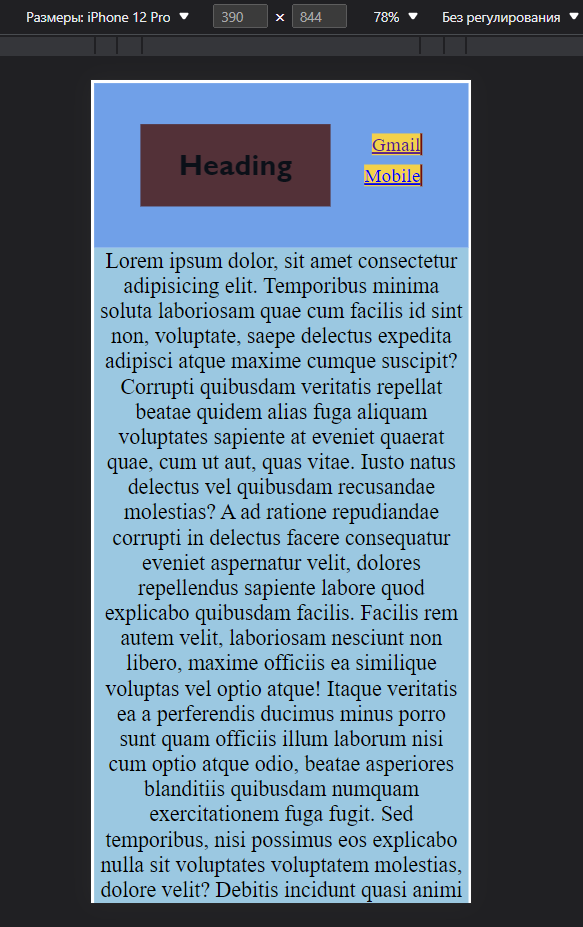 Размеры: iPhone 12 Pro ▼ 390 × 844 78% ▼ Без регулирования ▼
Heading
Gmail
Mobile
Lorem ipsum dolor, sit amet consectetur
adipisicing elit. Temporibus minima
soluta laboriosam quae cum facilis id sint
non, voluptate, saepe delectus expedita
adipisci atque maxime cumque suscipit?
Corrupti quibusdam veritatis repellat
beatae quidem alias fuga aliquam
voluptates sapiente at eveniet quaerat
quae, cum ut aut, quas vitae. Iusto natus
delectus vel quibusdam recusandae
molestias? A ad ratione repudiandae
corrupti in delectus facere consequatur
eveniet aspernatur velit, dolores
repellendus sapiente labore quod
explicabo quibusdam facilis. Facilis rem
autem velit, laboriosam nesciunt non
libero, maxime officiis ea similique
voluptas vel optio atque! Itaque veritatis
ea a perferendis ducimus minus porro
sunt quam officiis illum laborum nisi
cum optio atque odio, beatae asperiores
blanditiis quibusdam numquam
exercitationem fuga fugit. Sed
temporibus, nisi possimus eos explicabo
nulla sit voluptates voluptatem molestias,
dolore velit? Debitis incidunt quasi animi